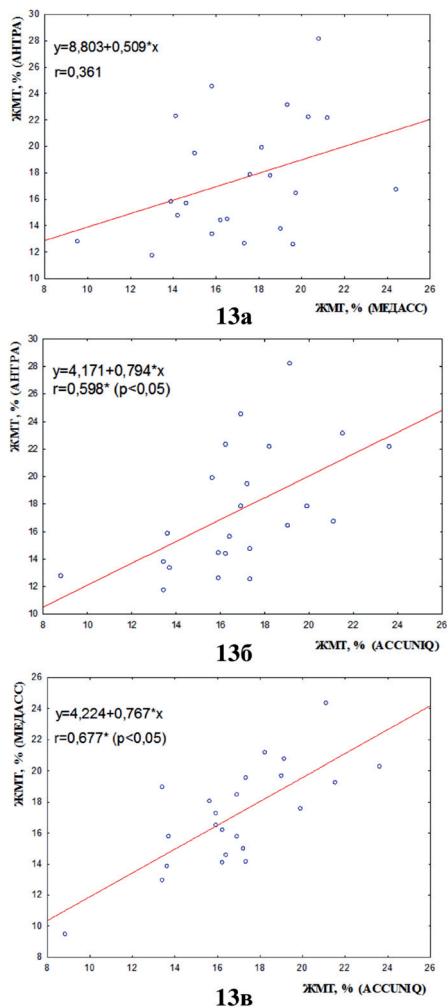 ЖМТ, % (АНТРА)
30
28
26
24
22
20
18
16
14
12
10
y=8,803+0,509*x
r=0,361
8 10 12 14 16 18 20 22 24 26
ЖМТ, % (МЕДАСС)
13а
ЖМТ, % (АНТРА)
30
28
26
24
22
20
18
16
14
12
10
y=4,171+0,794*x
r=0,598* (p<0,05)
8 10 12 14 16 18 20 22 24 26
ЖМТ, % (ACCUNIQ)
13б
ЖМТ, % (МЕДАСС)
26
24
22
20
18
16
14
12
10
8
y=4,224+0,767*x
r=0,677* (p<0,05)
8 10 12 14 16 18 20 22 24 26
ЖМТ, % (ACCUNIQ)
13в